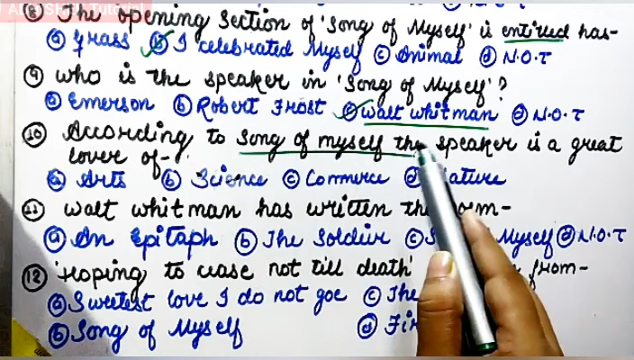 ⑧ The opening section of 'Song of Myself' is entitled has-
ⓐ Grass ⓑ I celebrated Myself ⓒ Animal ⓓ N.O.T
⑨ Who is the speaker in 'Song of Myself'?
ⓐ Emerson ⓑ Robert Frost ⓒ Walt whitman ⓓ N.O.T
⑩ According to Song of myself the speaker is a great
lover of-
ⓐ Arts ⓑ Science ⓒ Commerce ⓓ Nature
⑪ Walt whitman has written the
ⓐ An Epitaph ⓑ The Soldier ⓒ Myself ⓓ N.O.T
⑫ 'Hoping to cease not till death' from-
ⓐ Sweetest love I do not goe ⓒ The
ⓑ Song of Myself ⓓ